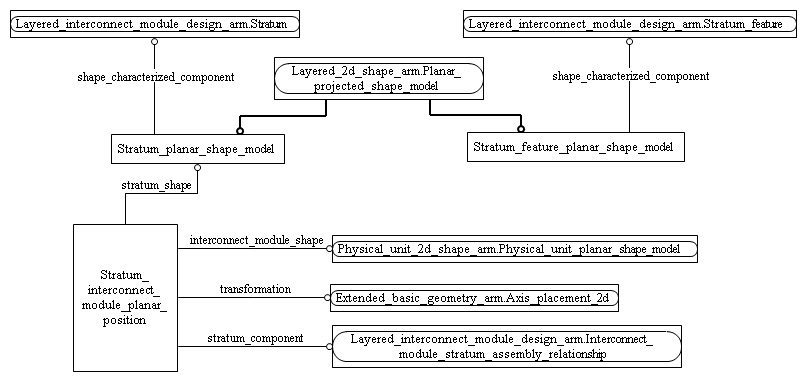 Layered_interconnect_module_design_arm.Stratum
Layered_interconnect_module_design_arm.Stratum_feature
shape_characterized_component
Layered_2d_shape_arm.Planar_
projected_shape_model
shape_characterized_component
Stratum_planar_shape_model
Stratum_feature_planar_shape_model
stratum_shape
interconnect_module_shape
Physical_unit_2d_shape_arm.Physical_unit_planar_shape_model
Stratum_
interconnect_
module_planar_
position
transformation
Extended_basic_geometry_arm.Axis_placement_2d
stratum_component
Layered_interconnect_module_design_arm.Interconnect_
module_stratum_assembly_relationship